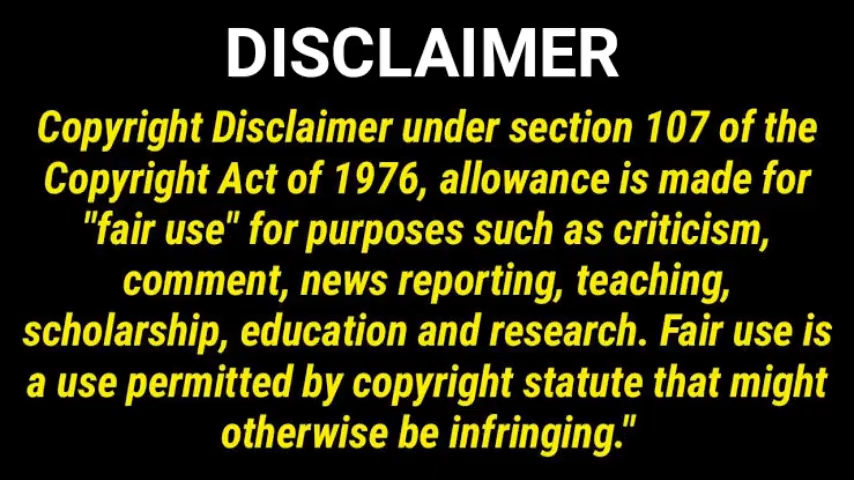 DISCLAIMER
Copyright Disclaimer under section 107 of the
Copyright Act of 1976, allowance is made for
"fair use" for purposes such as criticism,
comment, news reporting, teaching,
scholarship, education and research. Fair use is
a use permitted by copyright statute that might
otherwise be infringing."